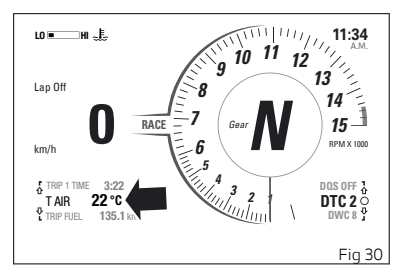 LO HI
11:34
A.M.
Lap Off
0
km/h
RACE
Gear
N
1
2
3
4
5
6
7
8
9
10
11
12
13
14
15
RPM X 1000
TRIP 1 TIME 3:22
T AIR 22 °C
TRIP FUEL 135.1 km
DQS OFF
DTC 2
DWC 8
Fig 30